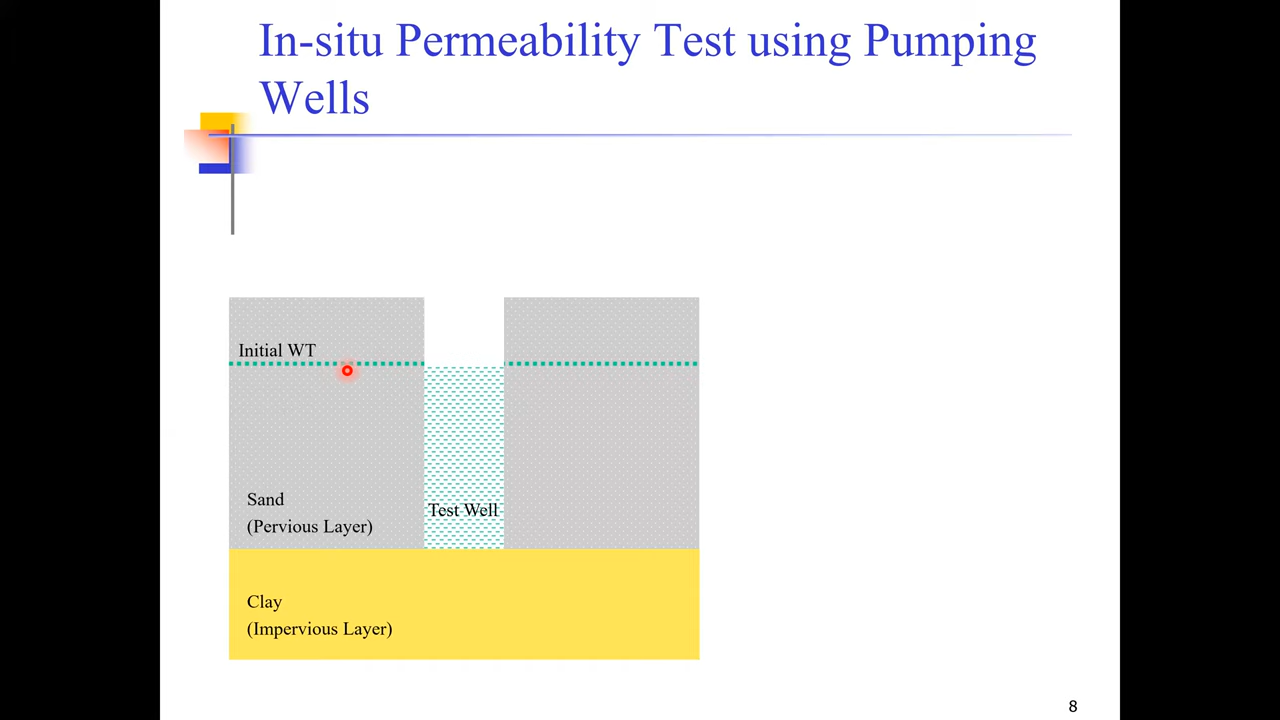 In-situ Permeability Test using Pumping
Wells
Initial WT
Sand
(Pervious Layer)
Test Well
Clay
(Impervious Layer)
8